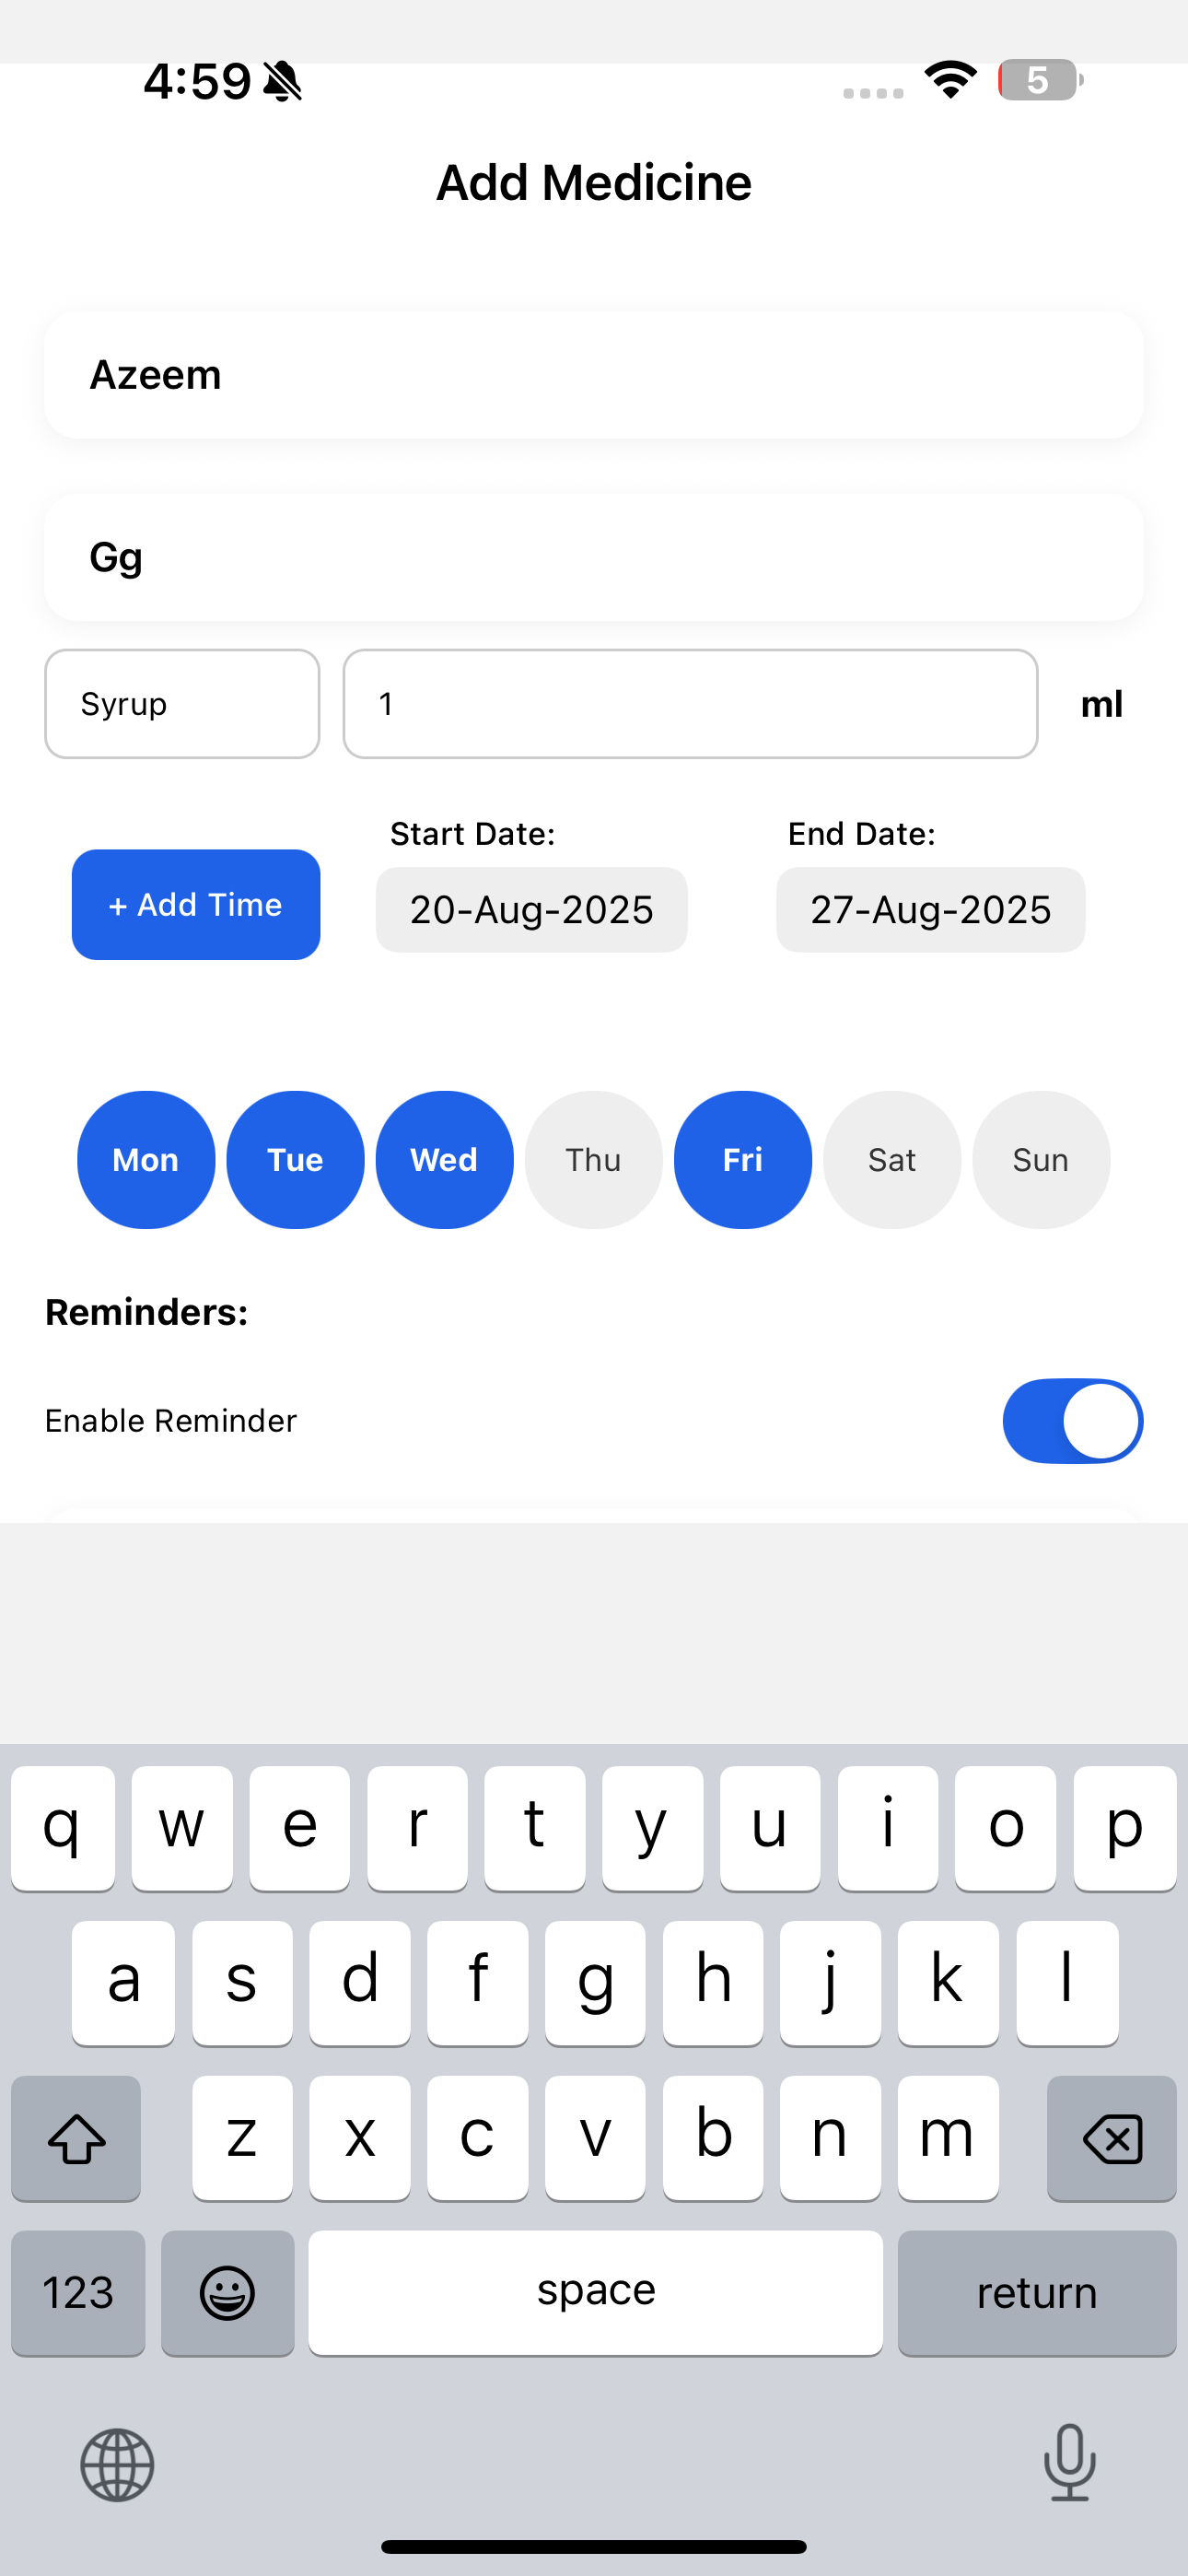 4:59 5
Add Medicine
Azeem
Gg
Syrup 1 ml
Start Date: End Date:
+ Add Time 20-Aug-2025 27-Aug-2025
Mon Tue Wed Thu Fri Sat Sun
Reminders:
Enable Reminder
q w e r t y u i o p
a s d f g h j k l
z x c v b n m
123 space return